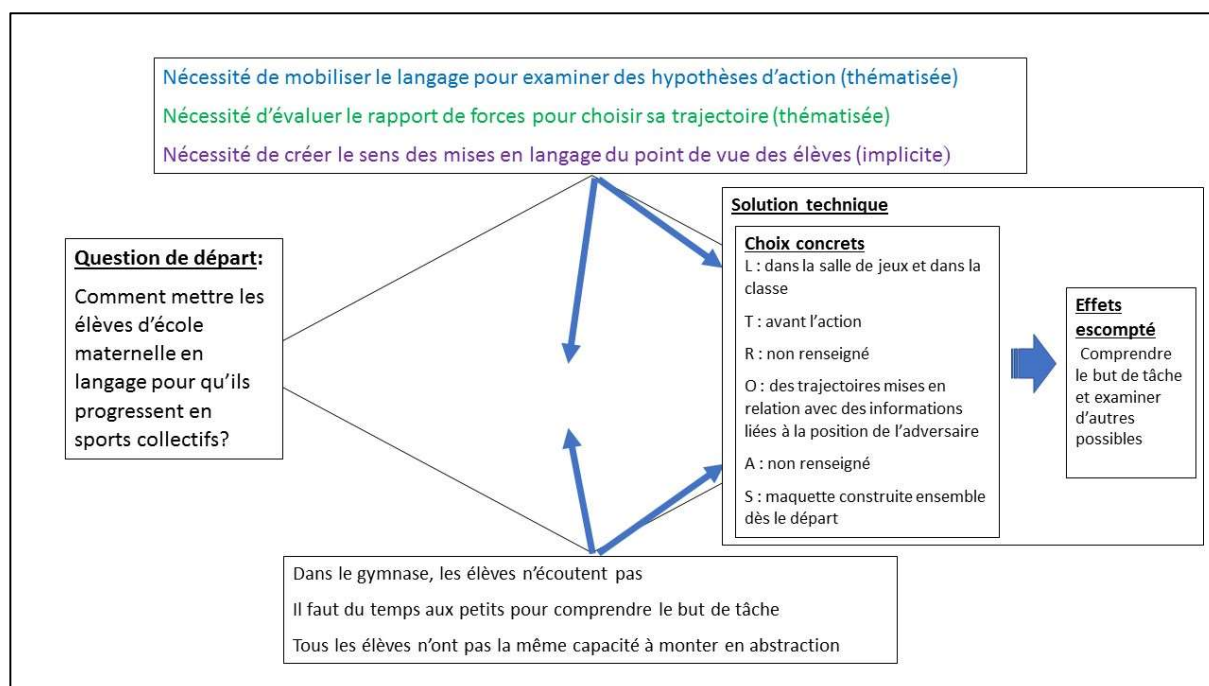 Nécessité de mobiliser le langage pour examiner des hypothèses d’action (thématisée)
Nécessité d’évaluer le rapport de forces pour choisir sa trajectoire (thématisée)
Nécessité de créer le sens des mises en langage du point de vue des élèves (implicite)
Question de départ:
Comment mettre les
élèves d’école
maternelle en
langage pour qu’ils
progressent en
sports collectifs?
Solution technique
Choix concrets
L : dans la salle de jeux et dans la
classe
T : avant l’action
R : non renseigné
O : des trajectoires mises en
relation avec des informations
liées à la position de l’adversaire
A : non renseigné
S : maquette construite ensemble
dès le départ
Effets
escompté
Comprendre
le but de tâche
et examiner
d’autres
possibles
Dans le gymnase, les élèves n’écoutent pas
Il faut du temps aux petits pour comprendre le but de tâche
Tous les élèves n’ont pas la même capacité à monter en abstraction